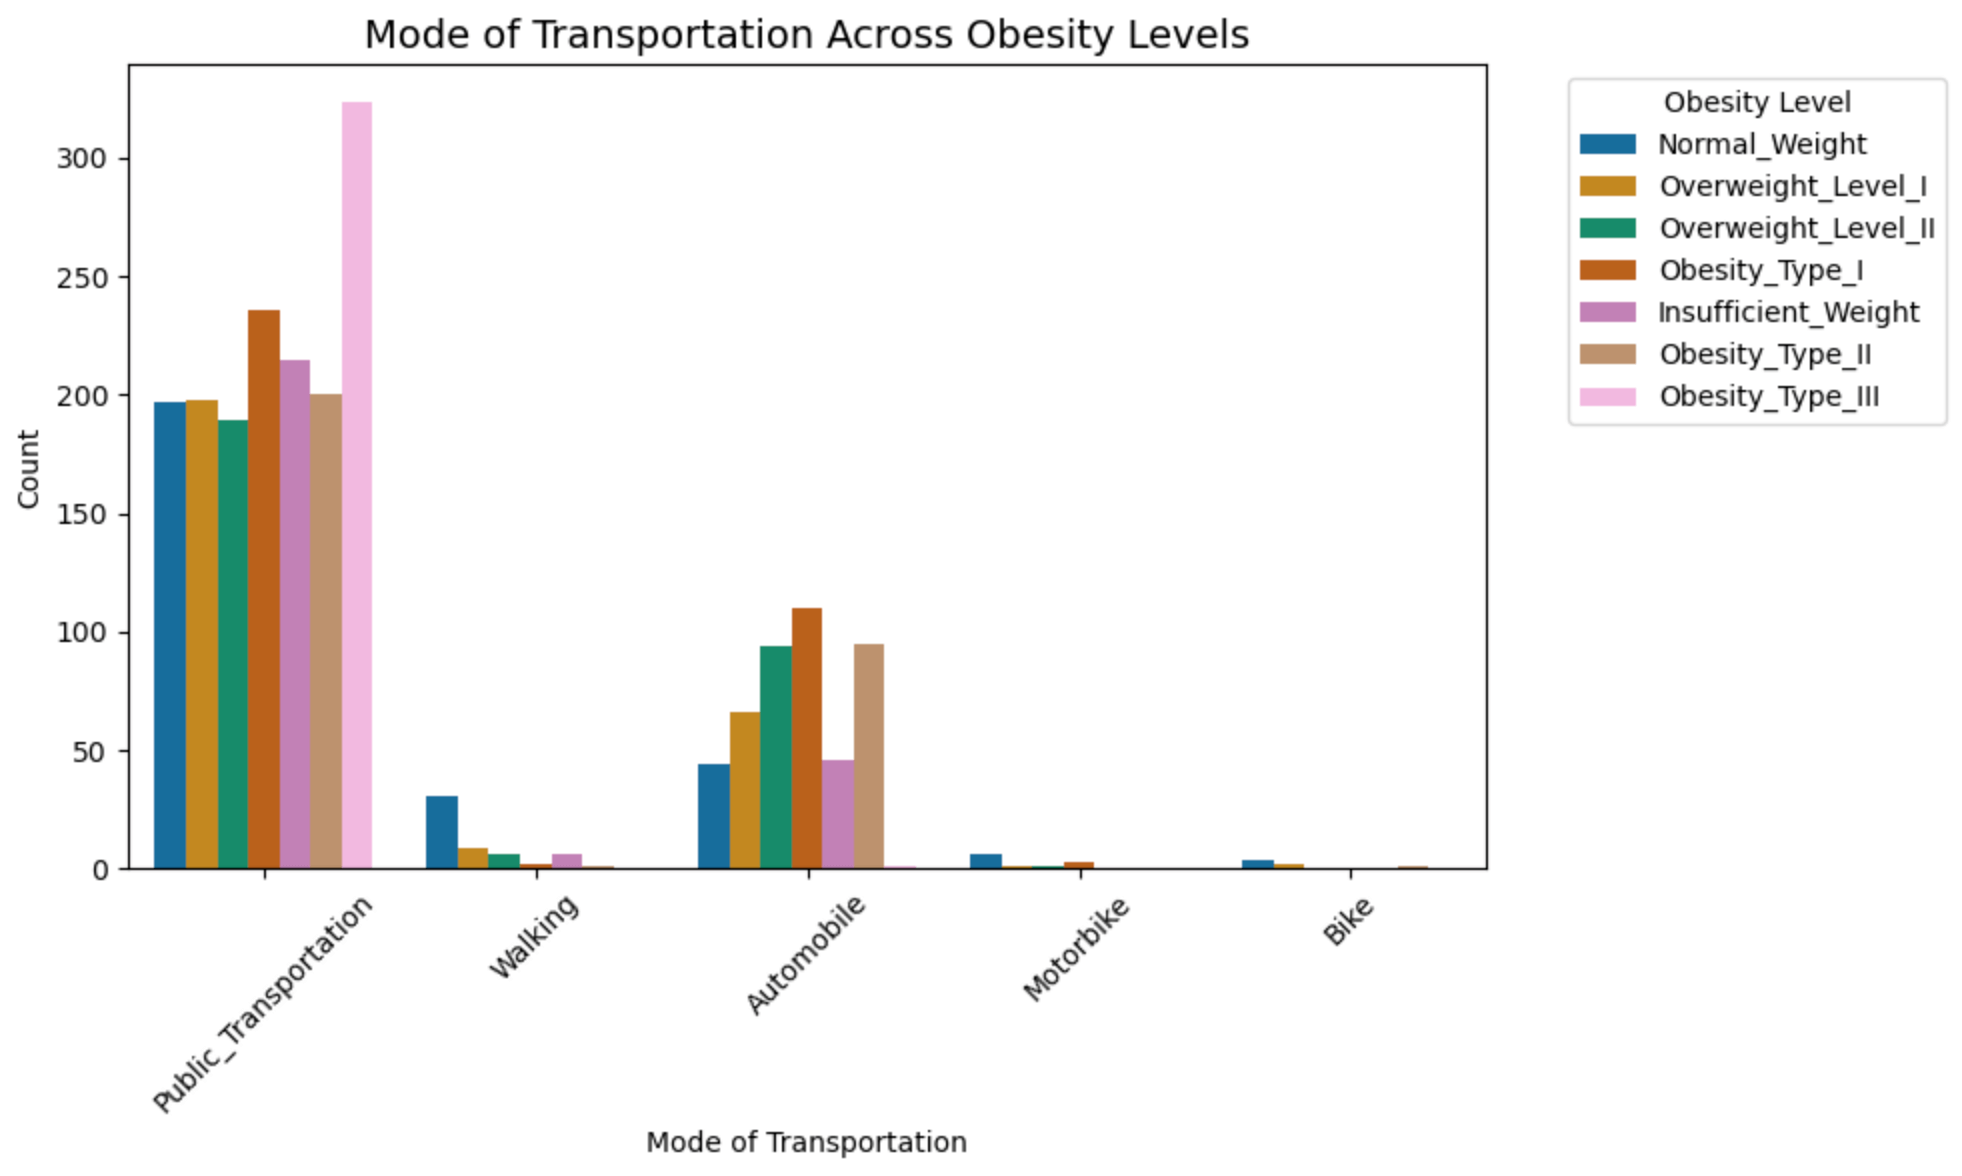 Mode of Transportation Across Obesity Levels
Obesity Level
Normal_Weight
Overweight_Level_I
Overweight_Level_II
Obesity_Type_I
Insufficient_Weight
Obesity_Type_II
Obesity_Type_III
Count
300
250
200
150
100
50
0
Public_Transportation
Walking
Automobile
Motorbike
Bike
Mode of Transportation